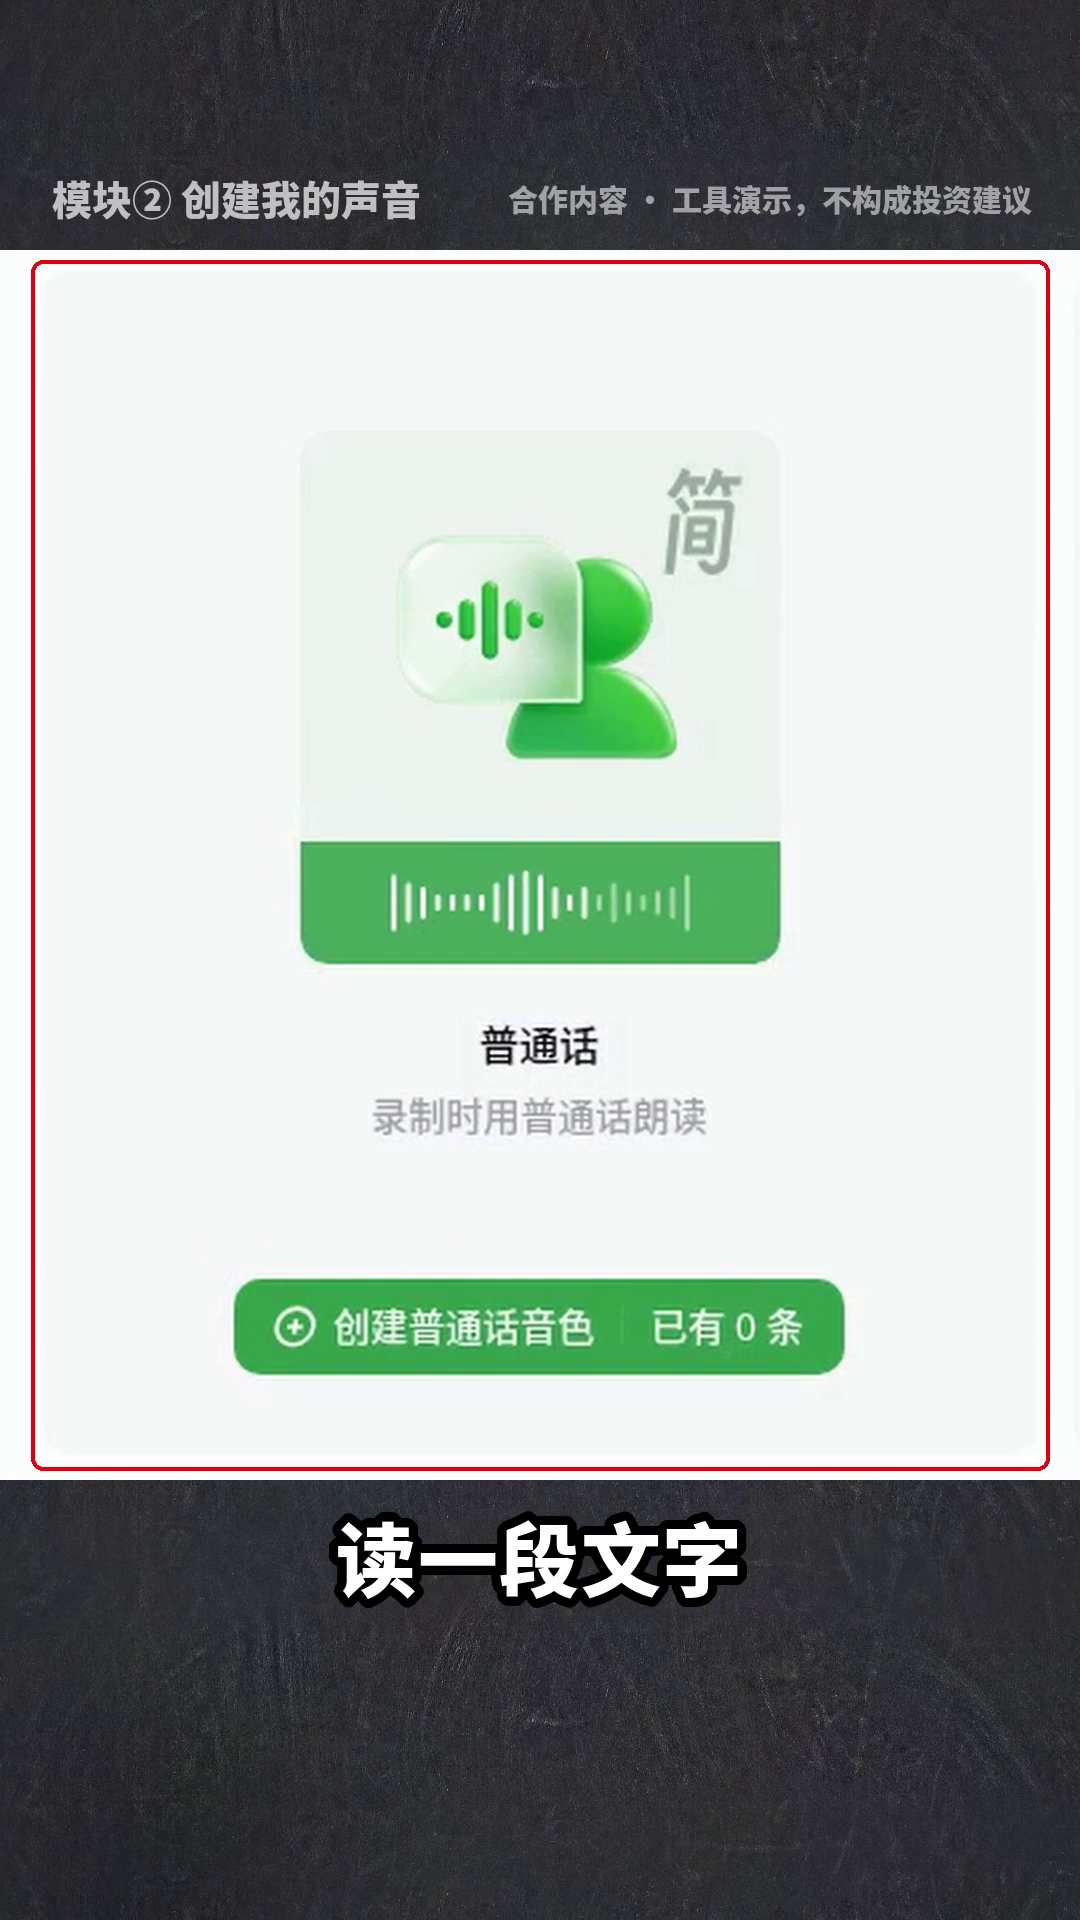 模块② 创建我的声音
合作内容 · 工具演示，不构成投资建议
简
普通话
录制时用普通话朗读
创建普通话音色 已有 0 条
读一段文字